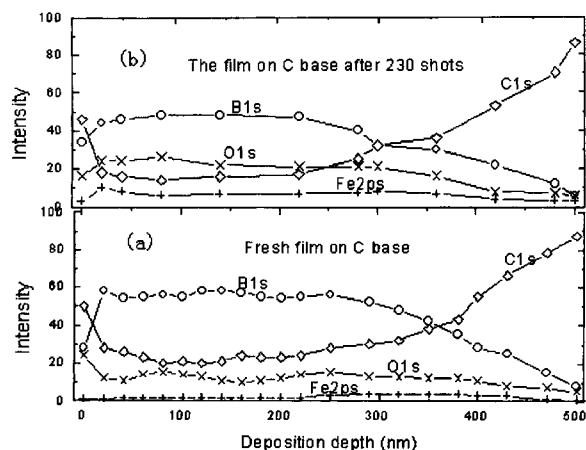 100
80
60
40
20
0
Intensity
(b)
The film on C base after 230 shots
C1s
B1s
O1s
Fe2ps
80
60
40
20
0
Intensity
(a)
Fresh film on C base
C1s
B1s
O1s
Fe2ps
0 100 200 300 400 500
Deposition depth (nm)